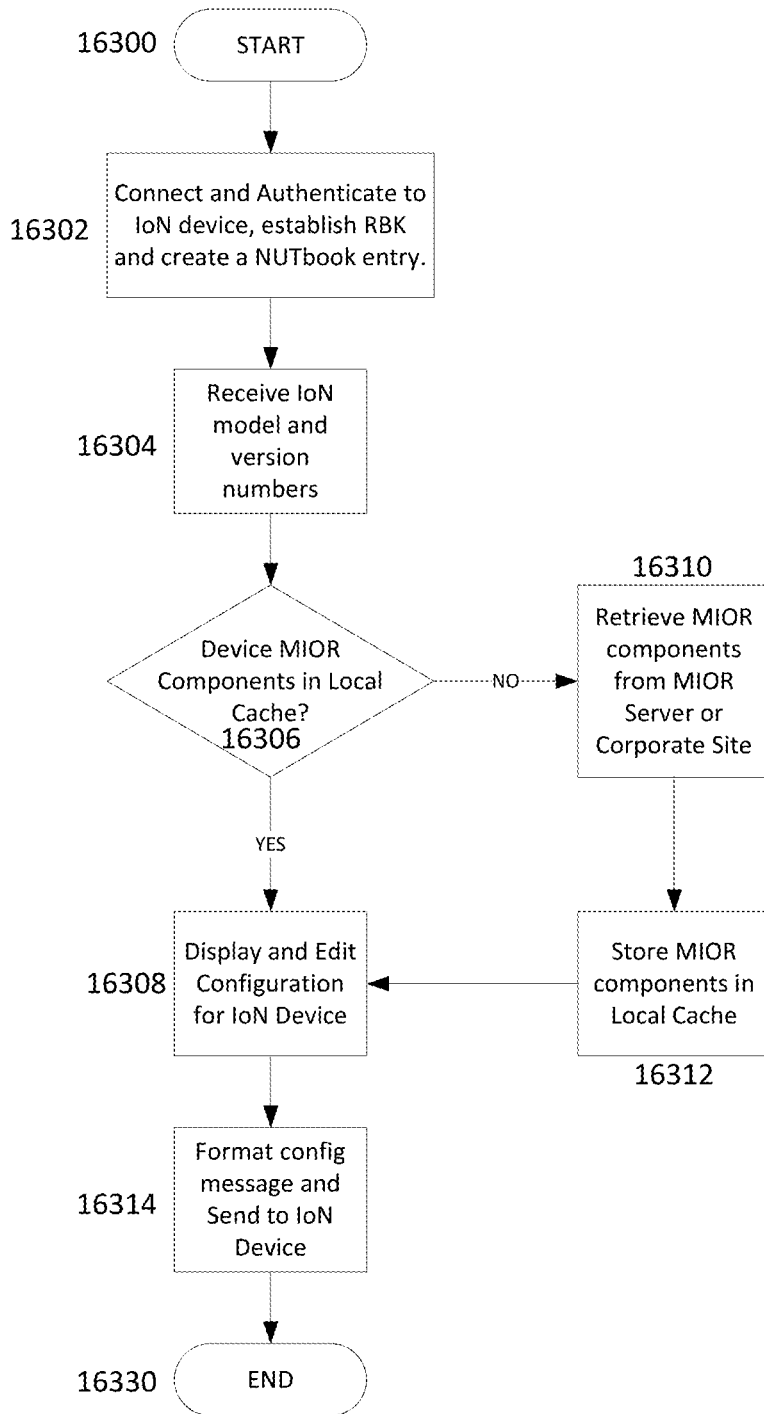 16300
START
16302
Connect and Authenticate to
IoN device, establish RBK
and create a NUTbook entry.
16304
Receive IoN
model and
version
numbers
Device MIOR
Components in Local
Cache?
16306
NO
16310
Retrieve MIOR
components
from MIOR
Server or
Corporate Site
YES
16308
Display and Edit
Configuration
for IoN Device
Store MIOR
components in
Local Cache
16312
16314
Format config
message and
Send to IoN
Device
16330
END